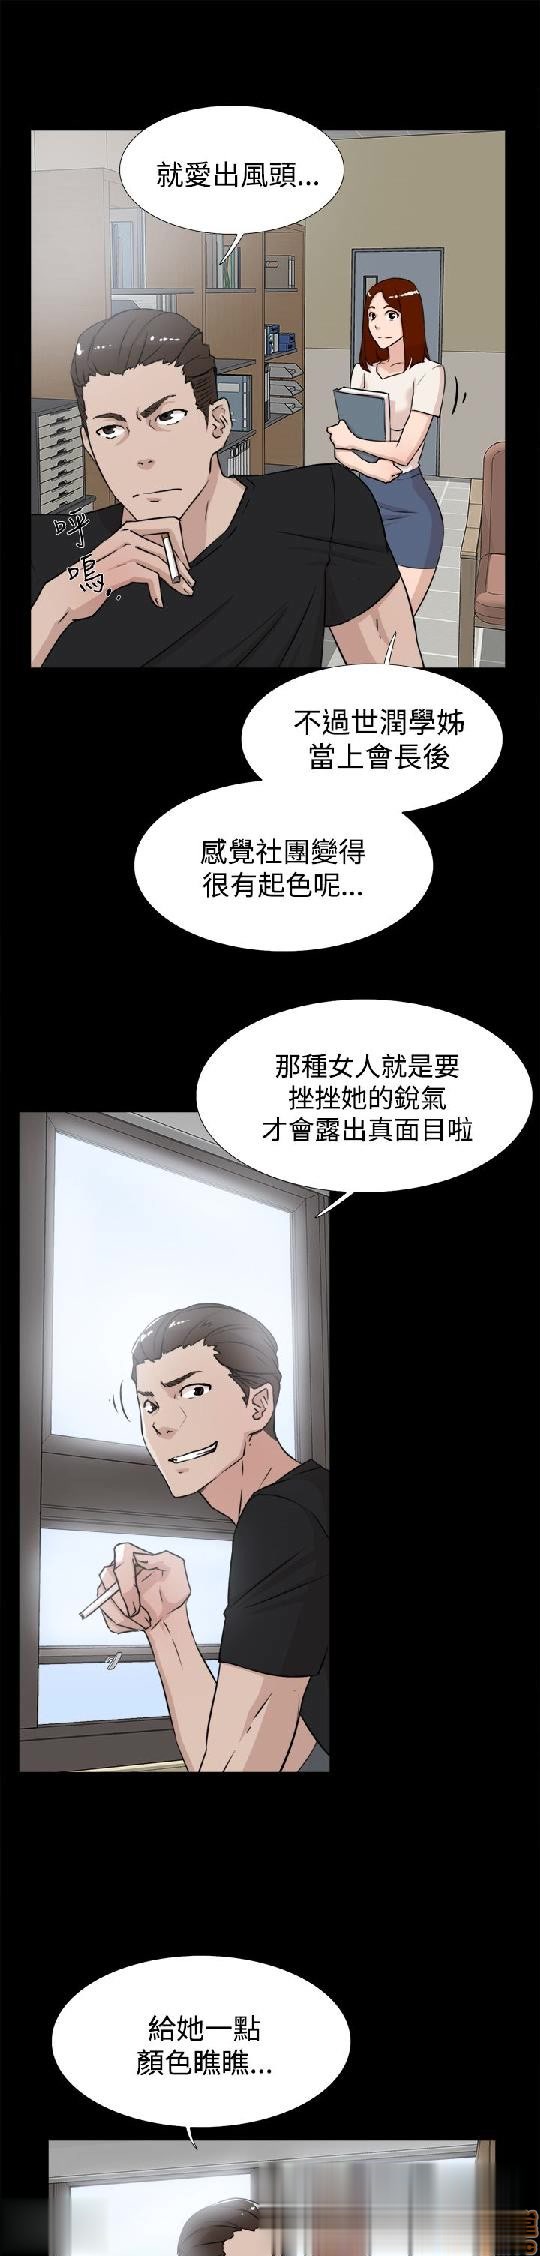 就愛出風頭...
呼
嗚..
不過世潤學姊
當上會長後
感覺社團變得
很有起色呢...
那種女人就是要
挫挫她的銳氣
才會露出真面目啦
給她一點
顏色瞧瞧...